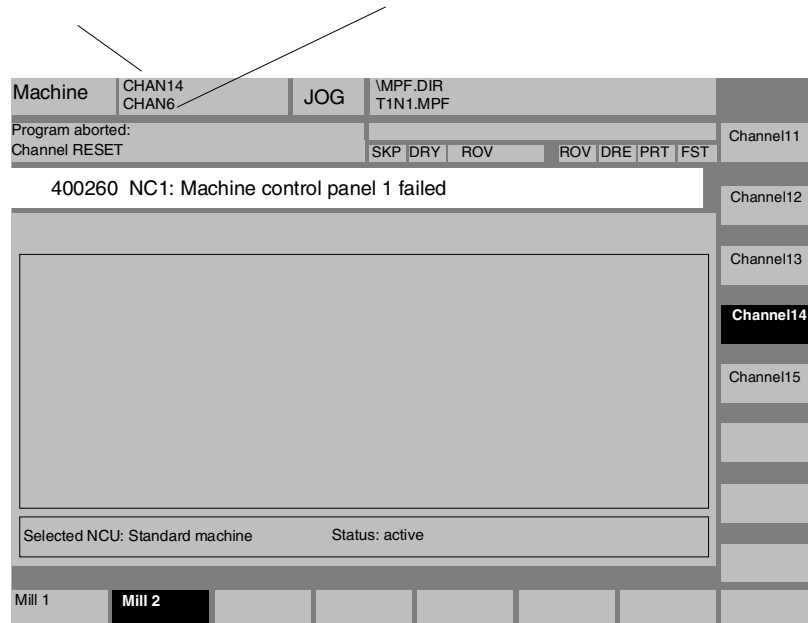 Machine
CHAN14
CHAN6
JOG
\MPF.DIR
T1N1.MPF
Program aborted:
Channel RESET
SKP DRY ROV ROV DRE PRT FST
Channel11
400260 NC1: Machine control panel 1 failed
Channel12
Channel13
Channel14
Channel15
Selected NCU: Standard machine Status: active
Mill 1 Mill 2